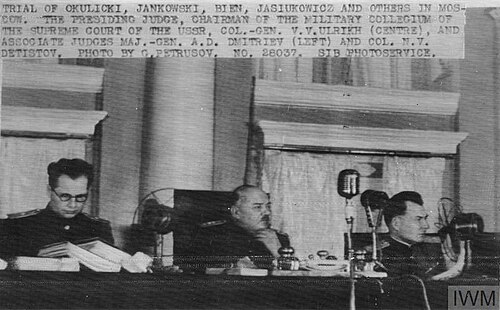 TRIAL OF OKULICKI, JANKOWSKI, BIEN, JASIUKOWICZ AND OTHERS IN MOS-
COW. THE PRESIDING JUDGE, CHAIRMAN OF THE MILITARY COLLEGIUM OF
THE SUPREME COURT OF THE USSR, COL.-GEN. V.V.ULRIKH (CENTRE), AND
ASSOCIATE JUDGES MAJ.-GEN. A.D. DMITRIEV (LEFT) AND COL. N.V.
DETISTOV. PHOTO BY G.PETRUSOV. NO. 28037. SIB PHOTOSERVICE.
IWM